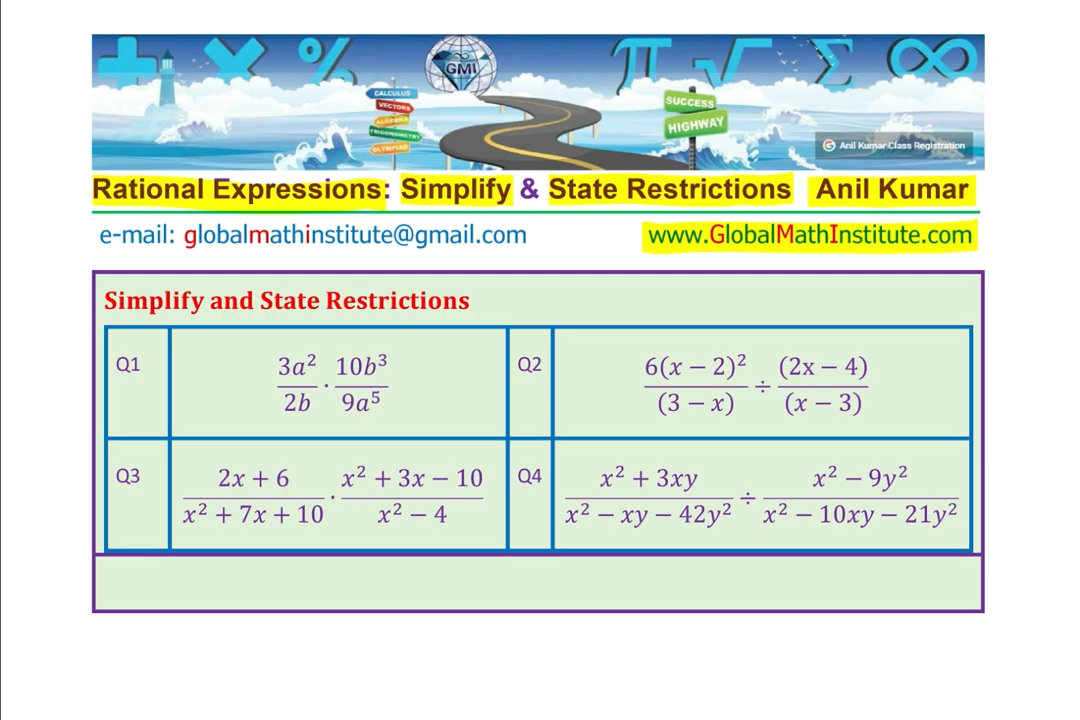 GMI
CALCULUS
VECTORS
ALGEBRA
TRIGONOMETRY
OLYMPIAD
SUCCESS
HIGHWAY
Anil Kumar Class Registration
Rational Expressions: Simplify & State Restrictions Anil Kumar
e-mail: globalmathinstitute@gmail.com www.GlobalMathInstitute.com
Simplify and State Restrictions
Q1 3a²/2b · 10b³/9a⁵
Q2 6(x − 2)²/(3 − x) ÷ (2x − 4)/(x − 3)
Q3 2x + 6/x² + 7x + 10 · x² + 3x − 10/x² − 4
Q4 x² + 3xy/x² − xy − 42y² ÷ x² − 9y²/x² − 10xy − 21y²